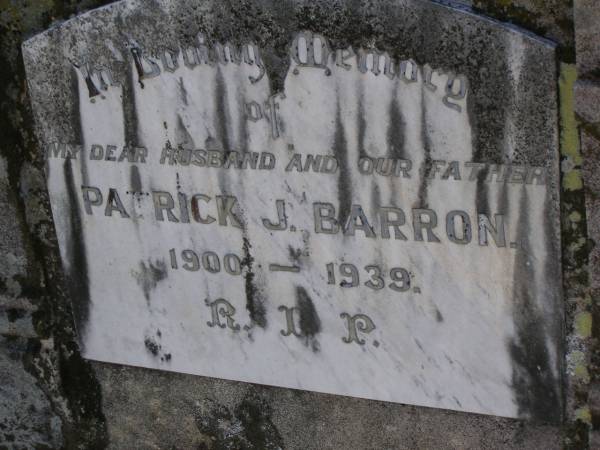 In Loving Memory
of
MY DEAR HUSBAND AND OUR FATHER
PATRICK J. BARRON.
1900 — 1939.
R. I. P.